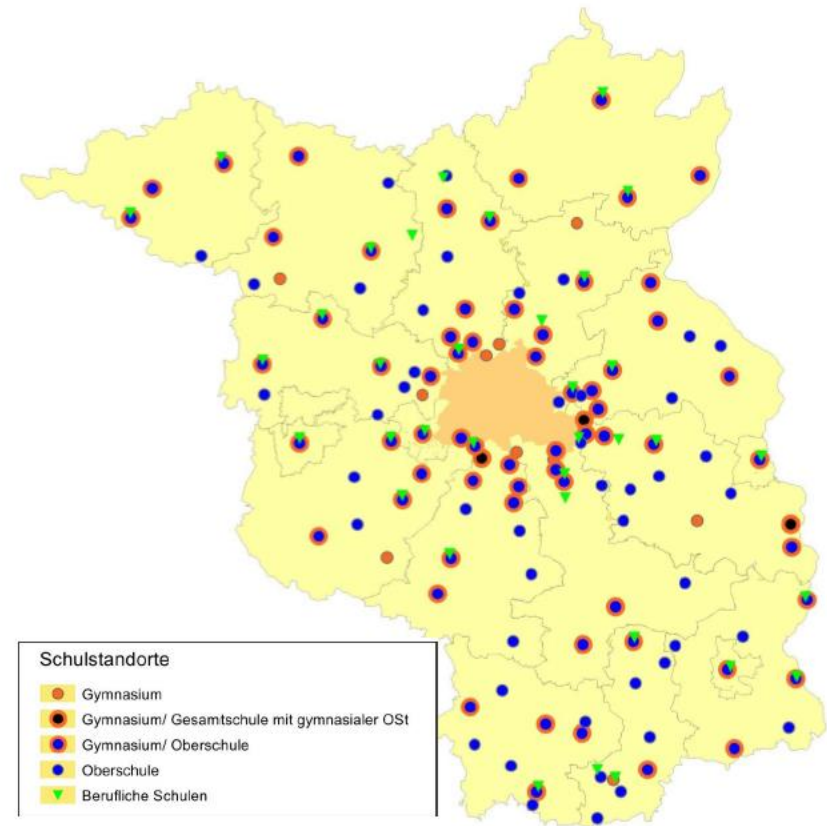 Schulstandorte
Gymnasium
Gymnasium/ Gesamtschule mit gymnasialer OSt
Gymnasium/ Oberschule
Oberschule
Berufliche Schulen